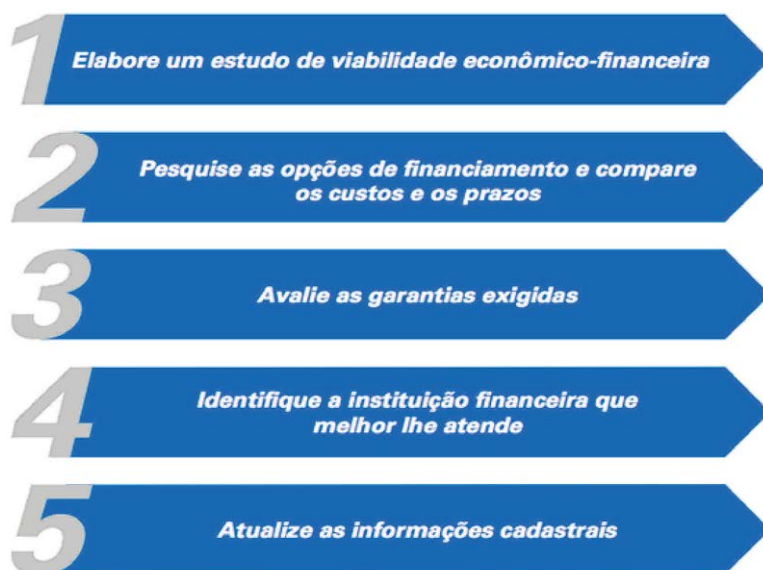 1 Elabore um estudo de viabilidade econômico-financeira
2 Pesquise as opções de financiamento e compare
os custos e os prazos
3 Avalie as garantias exigidas
4 Identifique a instituição financeira que
melhor lhe atende
5 Atualize as informações cadastrais